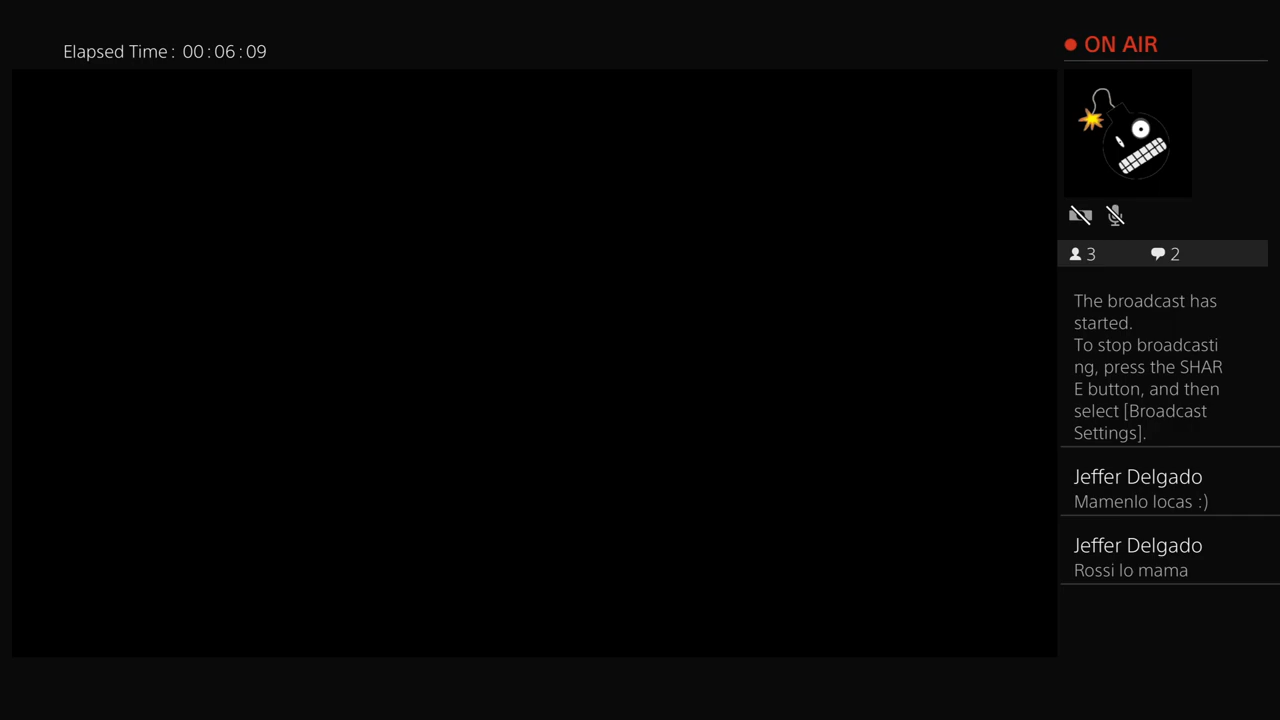 Elapsed Time : 00:06:09
ON AIR
3
2
The broadcast has
started.
To stop broadcasti
ng, press the SHAR
E button, and then
select [Broadcast
Settings].
Jeffer Delgado
Mamenlo locas :)
Jeffer Delgado
Rossi lo mama